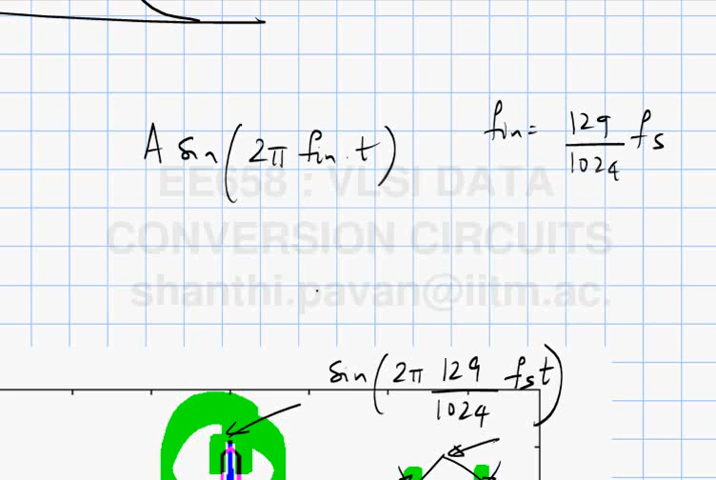 A sin(2π fin t)
fin = 129/1024 fs
EE658 : VLSI DATA
CONVERSION CIRCUITS
shanthi.pavan@iitm.ac.
sin(2π 129/1024 fst)